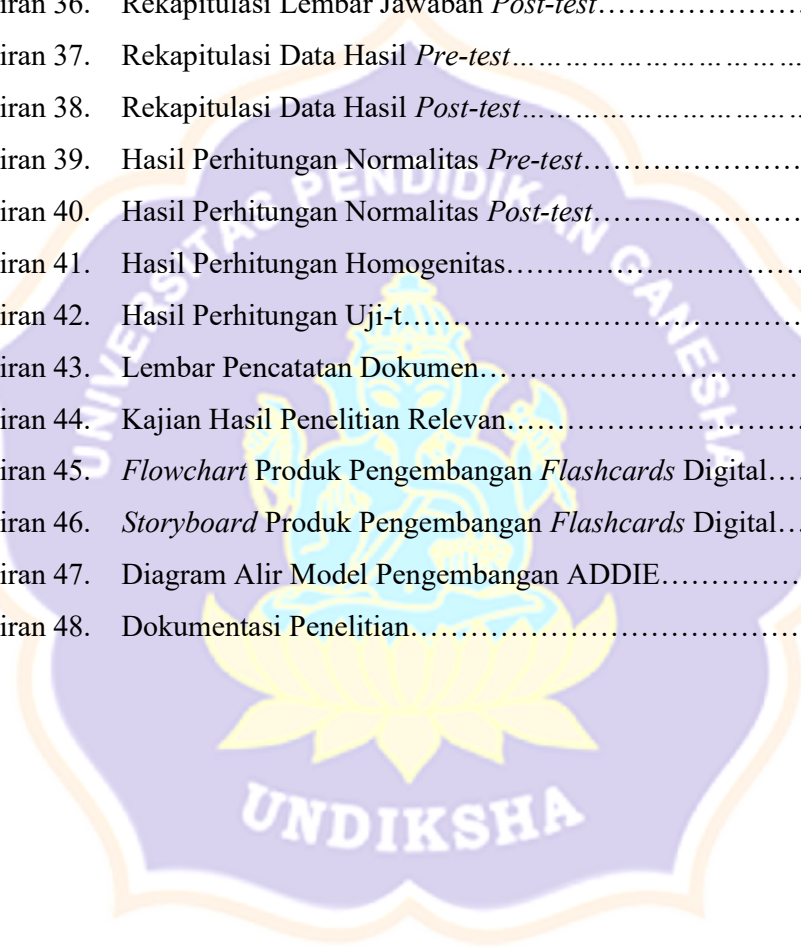 iran 36. Rekapitulasi Lembar Jawaban Post-test…………………
iran 37. Rekapitulasi Data Hasil Pre-test……………………………
iran 38. Rekapitulasi Data Hasil Post-test……………………………
iran 39. Hasil Perhitungan Normalitas Pre-test…………………
iran 40. Hasil Perhitungan Normalitas Post-test…………………
iran 41. Hasil Perhitungan Homogenitas……………………………
iran 42. Hasil Perhitungan Uji-t………………………………………
iran 43. Lembar Pencatatan Dokumen………………………………
iran 44. Kajian Hasil Penelitian Relevan……………………………
iran 45. Flowchart Produk Pengembangan Flashcards Digital…..
iran 46. Storyboard Produk Pengembangan Flashcards Digital…
iran 47. Diagram Alir Model Pengembangan ADDIE……………
iran 48. Dokumentasi Penelitian………………………………………
UNIVERSITAS PENDIDIKAN GANESHA
UNDIKSHA